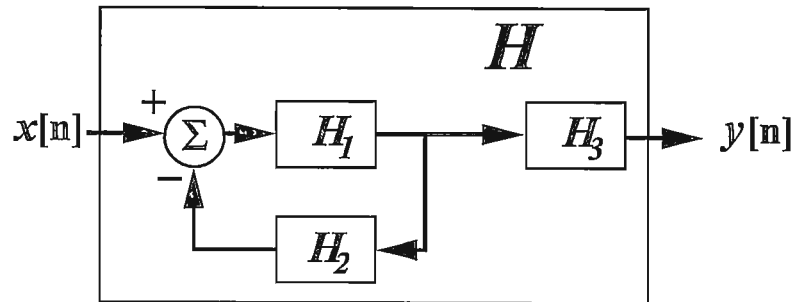 H
+
x[n] Σ H₁ H₃ y[n]
−
H₂